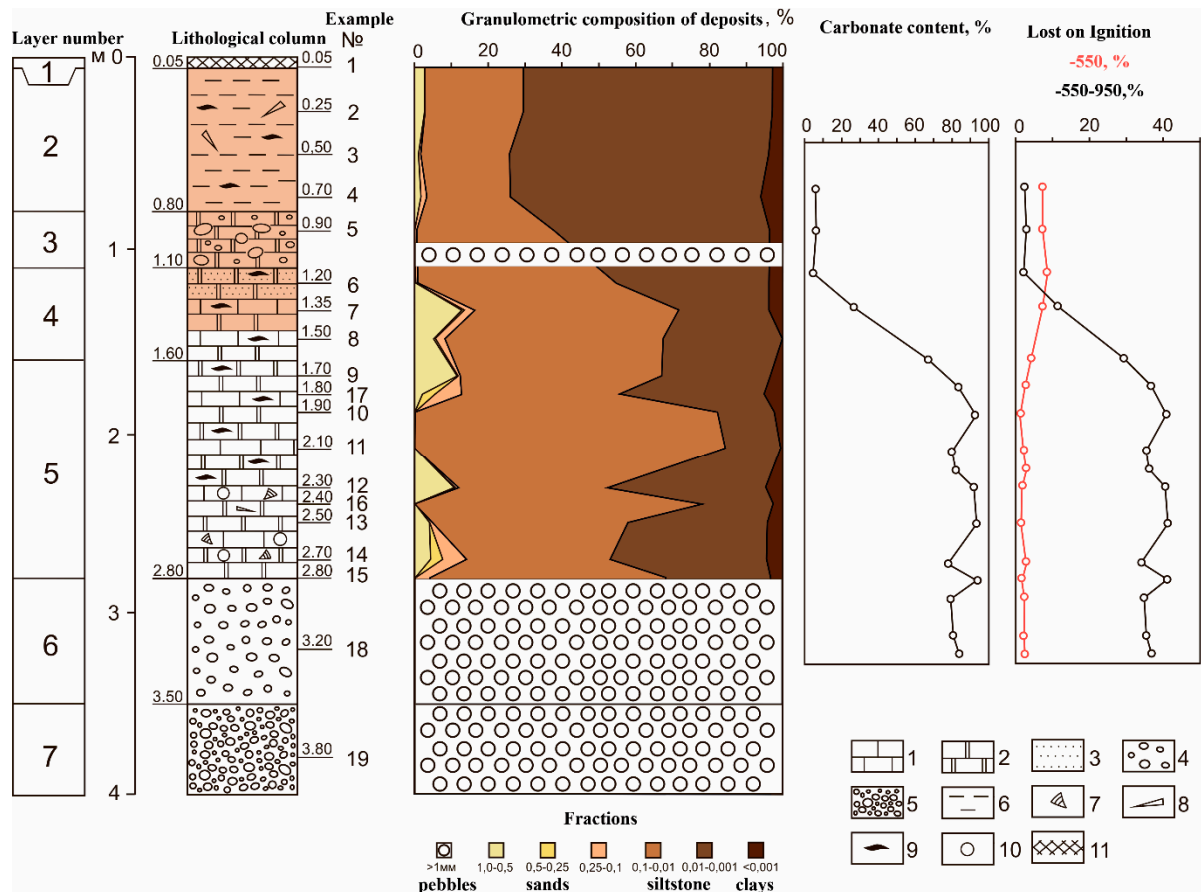 Layer number
Lithological column
Example
№
Granulometric composition of deposits, %
Carbonate content, %
Lost on Ignition
-550, %
-550-950,%
м 0
1
2
3
4
0 20 40 60 80 100
0 20 40 60 80 100
0 20 40
1
2
3
4
5
6
7
0.05
0.80
1.10
1.60
2.80
3.50
0.05 1
0.25 2
0.50 3
0.70 4
0.90 5
1.20 6
1.35 7
1.50 8
1.70 9
1.80 17
1.90 10
2.10 11
2.30 12
2.40 16
2.50 13
2.70 14
2.80 15
3.20 18
3.80 19
Fractions
>1мм 1,0-0,5 0,5-0,25 0,25-0,1 0,1-0,01 0,01-0,001 <0,001
pebbles sands siltstone clays
1 2 3 4
5 6 7 8
9 10 11